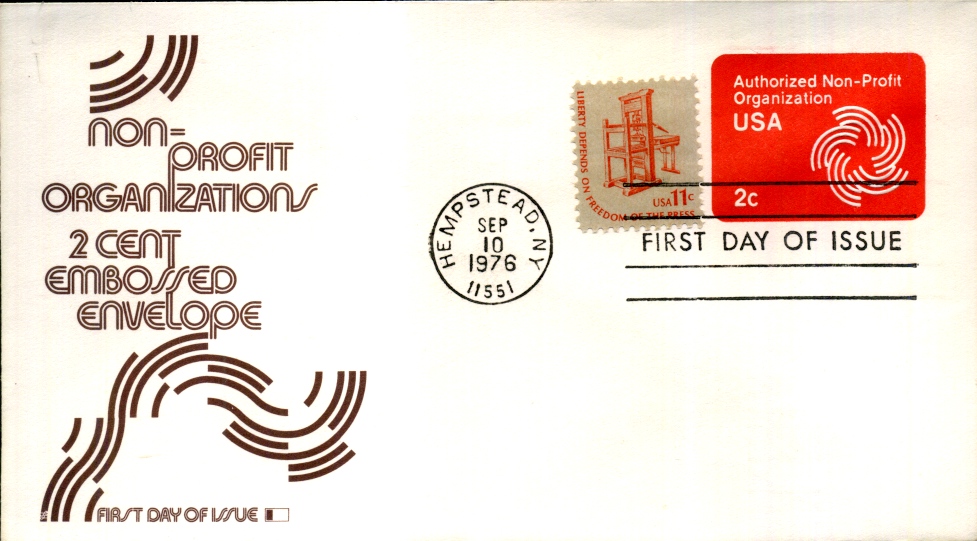 NON-
PROFIT
ORGANIZATIONS
2 CENT
EMBOSSED
ENVELOPE
FIRST DAY OF ISSUE
HEMPSTEAD, NY
SEP
10
1976
11551
LIBERTY DEPENDS ON FREEDOM OF THE PRESS
USA 11c
Authorized Non-Profit
Organization
USA
2c
FIRST DAY OF ISSUE